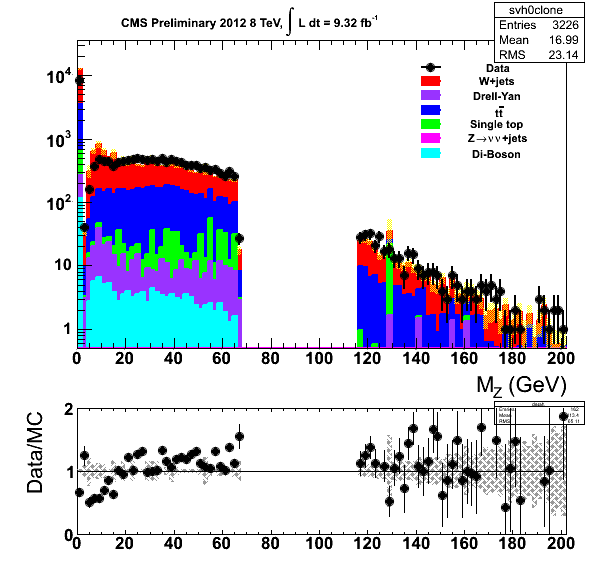 CMS Preliminary 2012 8 TeV, ∫ L dt = 9.32 fb⁻¹
svh0clone
Entries 3226
Mean 16.99
RMS 23.14
Data
W+jets
Drell-Yan
tt̅
Single top
Z→νν+jets
Di-Boson
10⁴
10³
10²
10
1
0 20 40 60 80 100 120 140 160 180 200
M_Z (GeV)
Data/MC
Entries 162
RMS
2
1
0
0 20 40 60 80 100 120 140 160 180 200